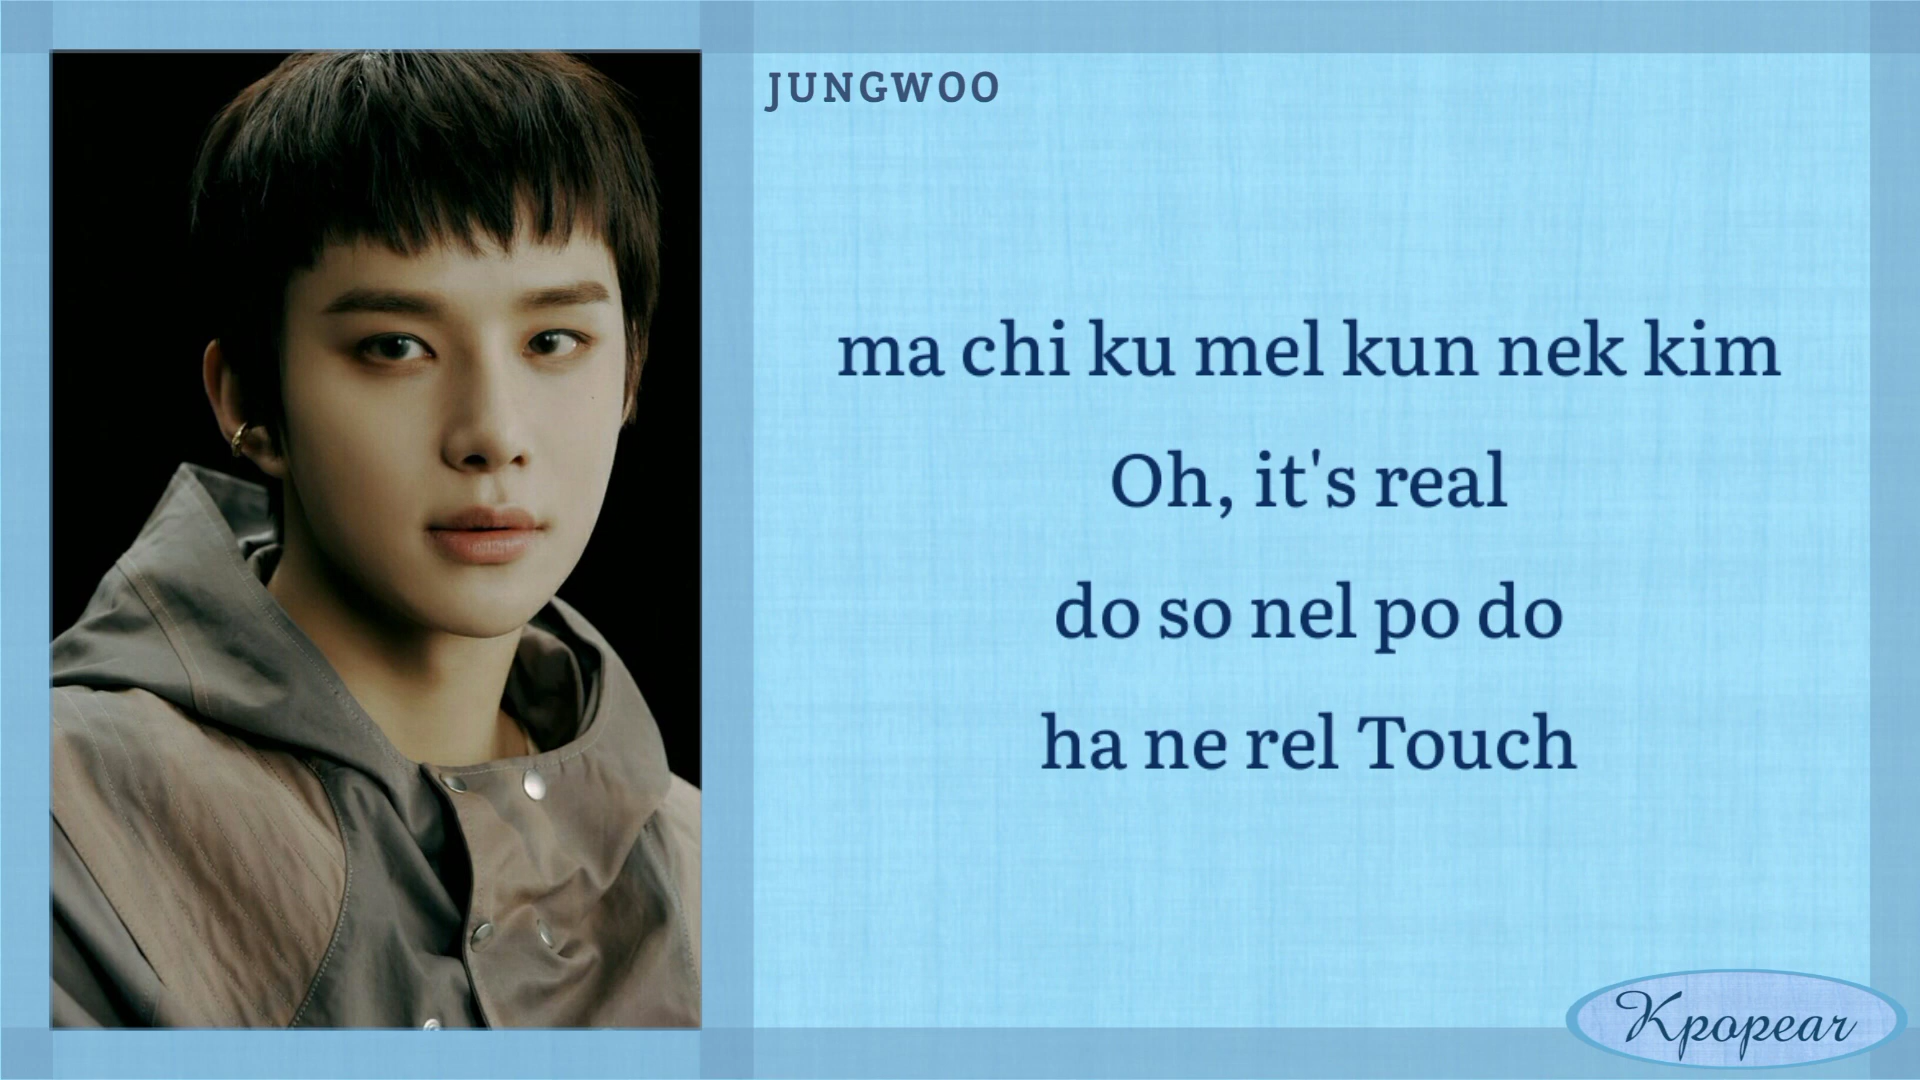 JUNGWOO
ma chi ku mel kun nek kim
Oh, it's real
do so nel po do
ha ne rel Touch
Kpopear